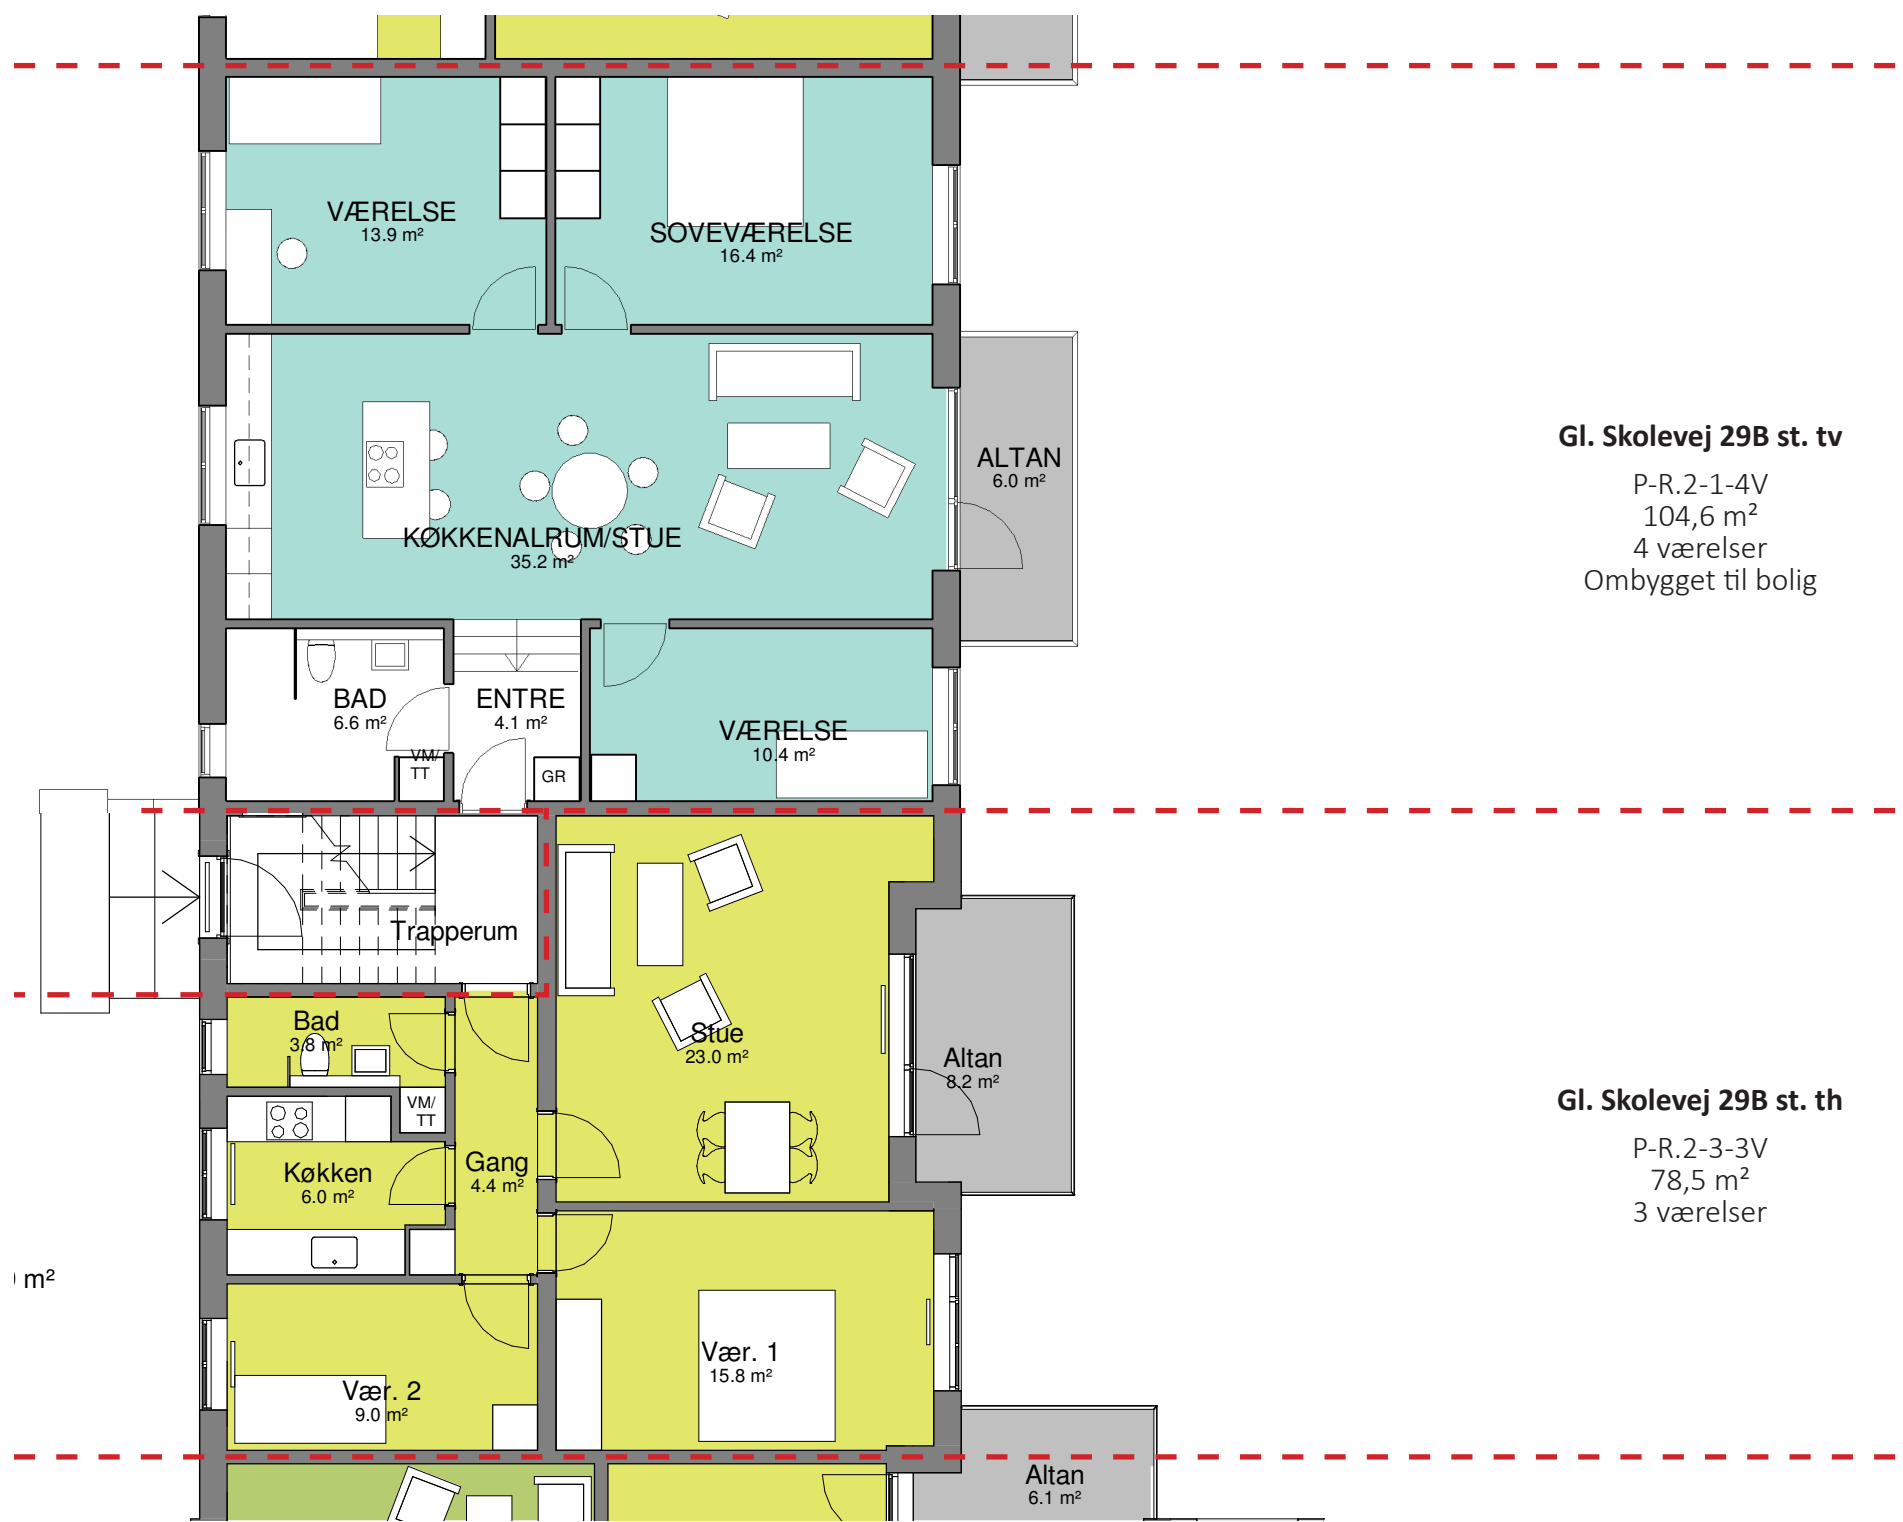 VÆRELSE
13.9 m²
SOVEVÆRELSE
16.4 m²
ALTAN
6.0 m²
KØKKENALRUM/STUE
35.2 m²
Gl. Skolevej 29B st. tv
P-R.2-1-4V
104,6 m²
4 værelser
Ombygget til bolig
BAD
6.6 m²
ENTRE
4.1 m²
VÆRELSE
10.4 m²
VM/
TT
GR
Trapperum
Bad
3.8 m²
Stue
23.0 m²
Altan
8.2 m²
VM/
TT
Køkken
6.0 m²
Gang
4.4 m²
Gl. Skolevej 29B st. th
P-R.2-3-3V
78,5 m²
3 værelser
m²
Vær. 1
15.8 m²
Vær. 2
9.0 m²
Altan
6.1 m²